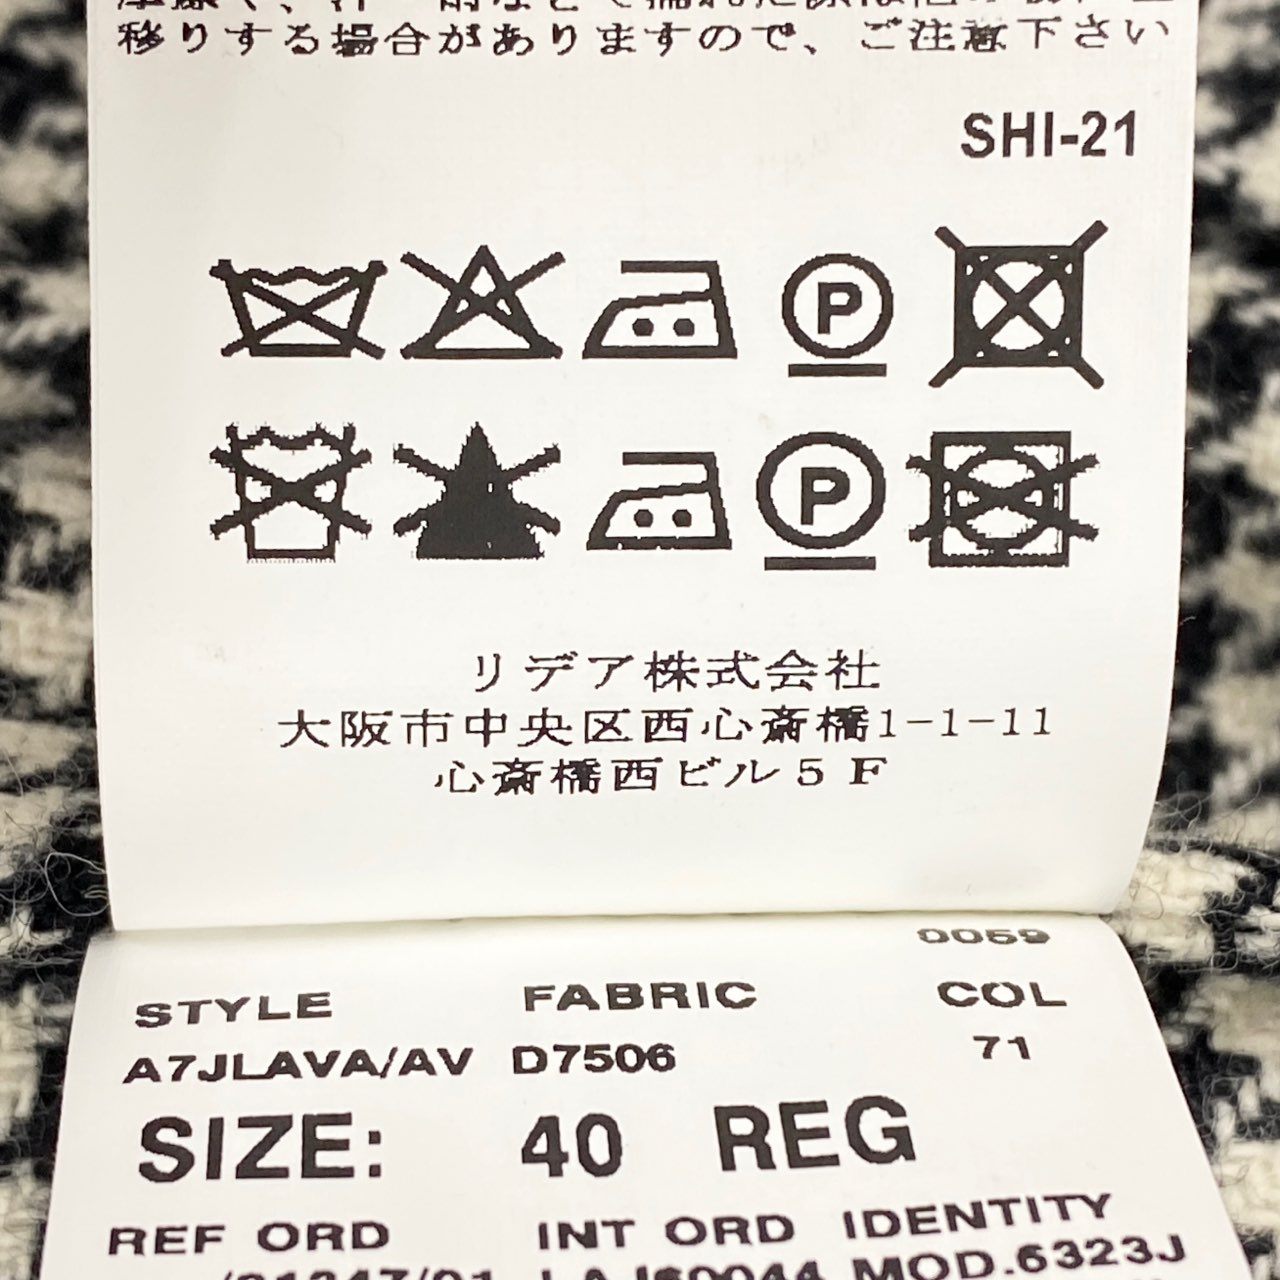 移りする場合がありますので、ご注意下さい
SHI-21
P
P
リデア株式会社
大阪市中央区西心斎橋1-1-11
心斎橋西ビル5F
0059
STYLE FABRIC COL
A7JLAVA/AV D7506 71
SIZE: 40 REG
REF ORD INT ORD IDENTITY
MOD.6323J